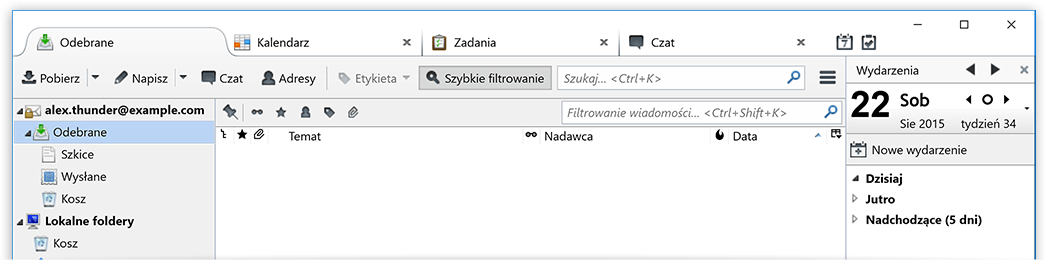 Odebrane Kalendarz Zadania Czat 7
Pobierz Napisz Czat Adresy Etykieta Szybkie filtrowanie Szukaj... <Ctrl+K> Wydarzenia
alex.thunder@example.com Filtrowanie wiadomości... <Ctrl+Shift+K> 22 Sob
Sie 2015 tydzień 34
Odebrane Temat Nadawca Data
Nowe wydarzenie
Szkice
Wysłane Dzisiaj
Kosz Jutro
Lokalne foldery Nadchodzące (5 dni)
Kosz